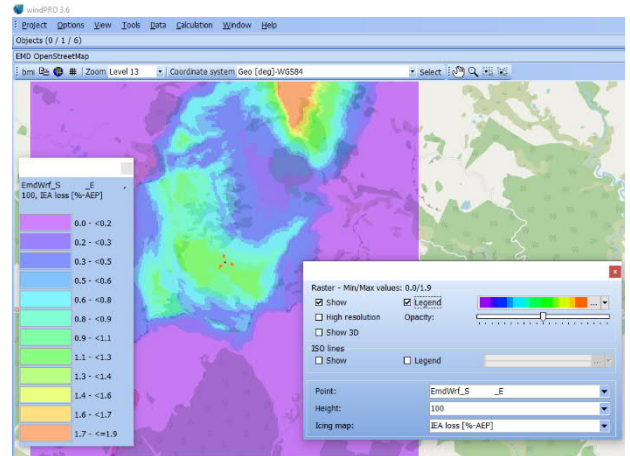 windPRO 3.6
Project Options View Tools Data Calculation Window Help
Objects (0 / 1 / 6)
EMD OpenStreetMap
bmi Zoom Level 13 Coordinate system Geo [deg]-WGS84 Select
EmdWrf_S _E ,
100, IEA loss [%-AEP]
0.0 - <0.2
0.2 - <0.3
0.3 - <0.5
0.5 - <0.6
0.6 - <0.8
0.8 - <0.9
0.9 - <1.1
1.1 - <1.3
1.3 - <1.4
1.4 - <1.6
1.6 - <1.7
1.7 - <=1.9
Raster - Min/Max values: 0.0/1.9
Show Legend ...
High resolution Opacity:
Show 3D
ISO lines
Show Legend ...
Point: EmdWrf_S _E
Height: 100
Icing map: IEA loss [%-AEP]